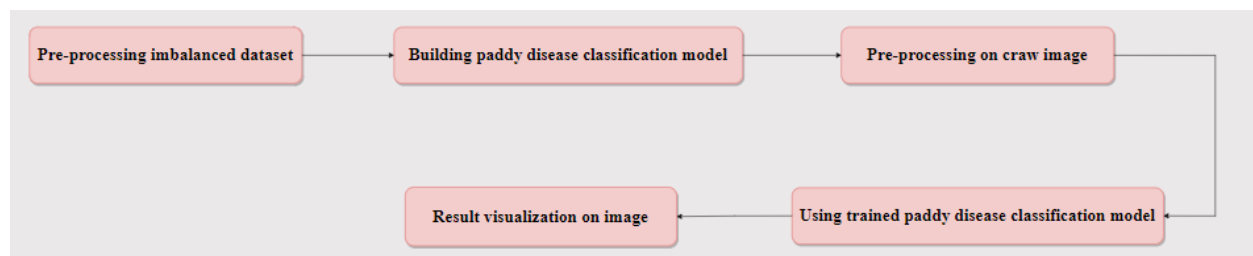 Pre-processing imbalanced dataset
Building paddy disease classification model
Pre-processing on craw image
Using trained paddy disease classification model
Result visualization on image